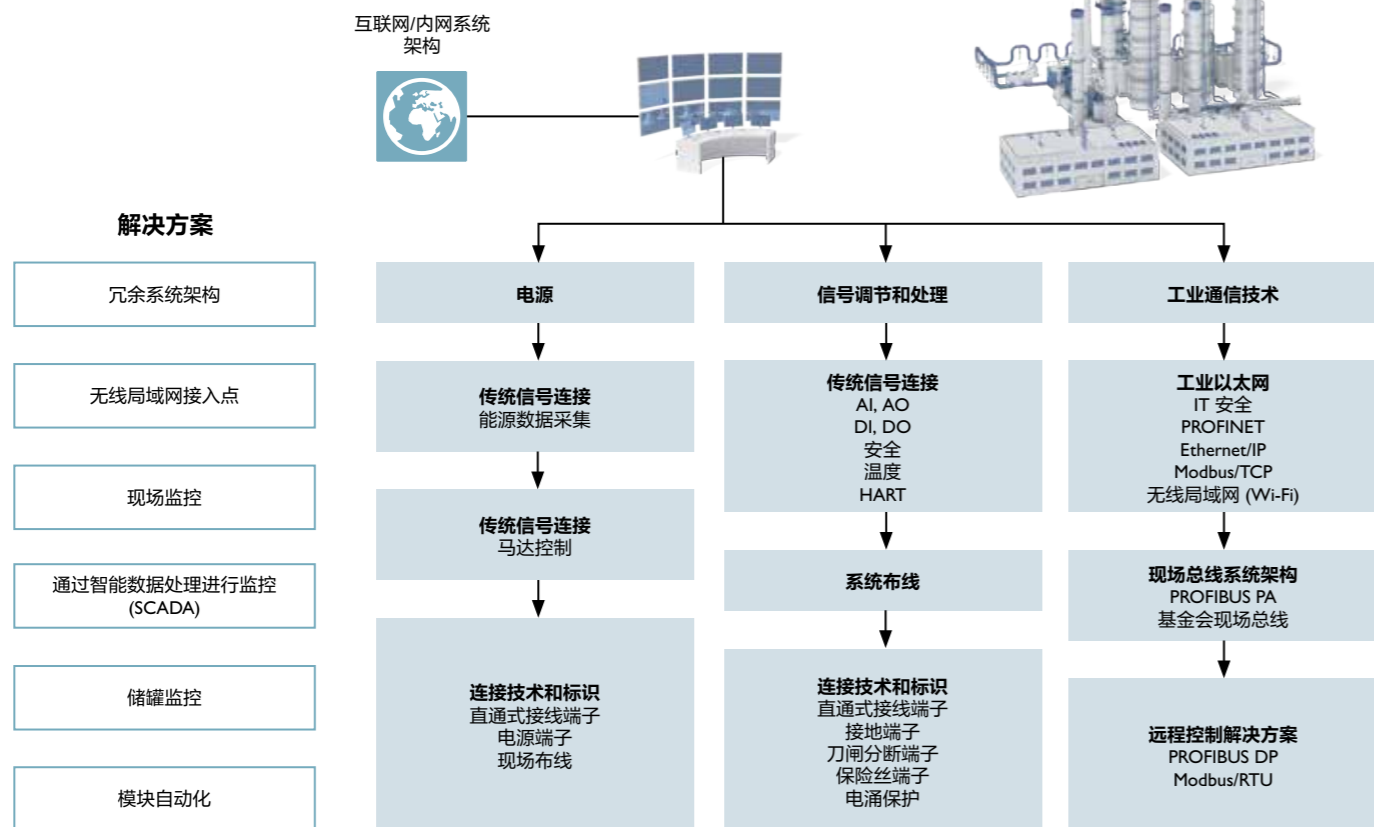 互联网/内网系统
架构
解决方案
冗余系统架构
无线局域网接入点
现场监控
通过智能数据处理进行监控
(SCADA)
储罐监控
模块自动化
电源
传统信号连接
能源数据采集
传统信号连接
马达控制
连接技术和标识
直通式接线端子
电源端子
现场布线
信号调节和处理
传统信号连接
AI, AO
DI, DO
安全
温度
HART
系统布线
连接技术和标识
直通式接线端子
接地端子
刀闸分断端子
保险丝端子
电涌保护
工业通信技术
工业以太网
IT 安全
PROFINET
Ethernet/IP
Modbus/TCP
无线局域网 (Wi-Fi)
现场总线系统架构
PROFIBUS PA
基金会现场总线
远程控制解决方案
PROFIBUS DP
Modbus/RTU